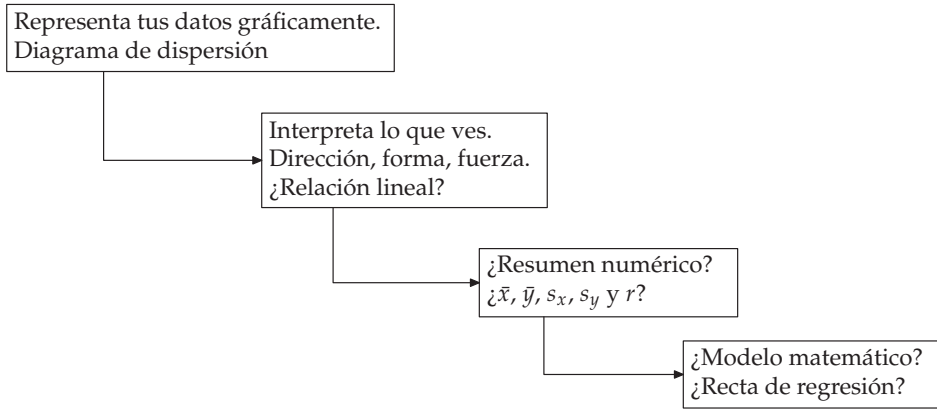 Representa tus datos gráficamente.
Diagrama de dispersión
Interpreta lo que ves.
Dirección, forma, fuerza.
¿Relación lineal?
¿Resumen numérico?
¿x̄, ȳ, sₓ, s_y y r?
¿Modelo matemático?
¿Recta de regresión?